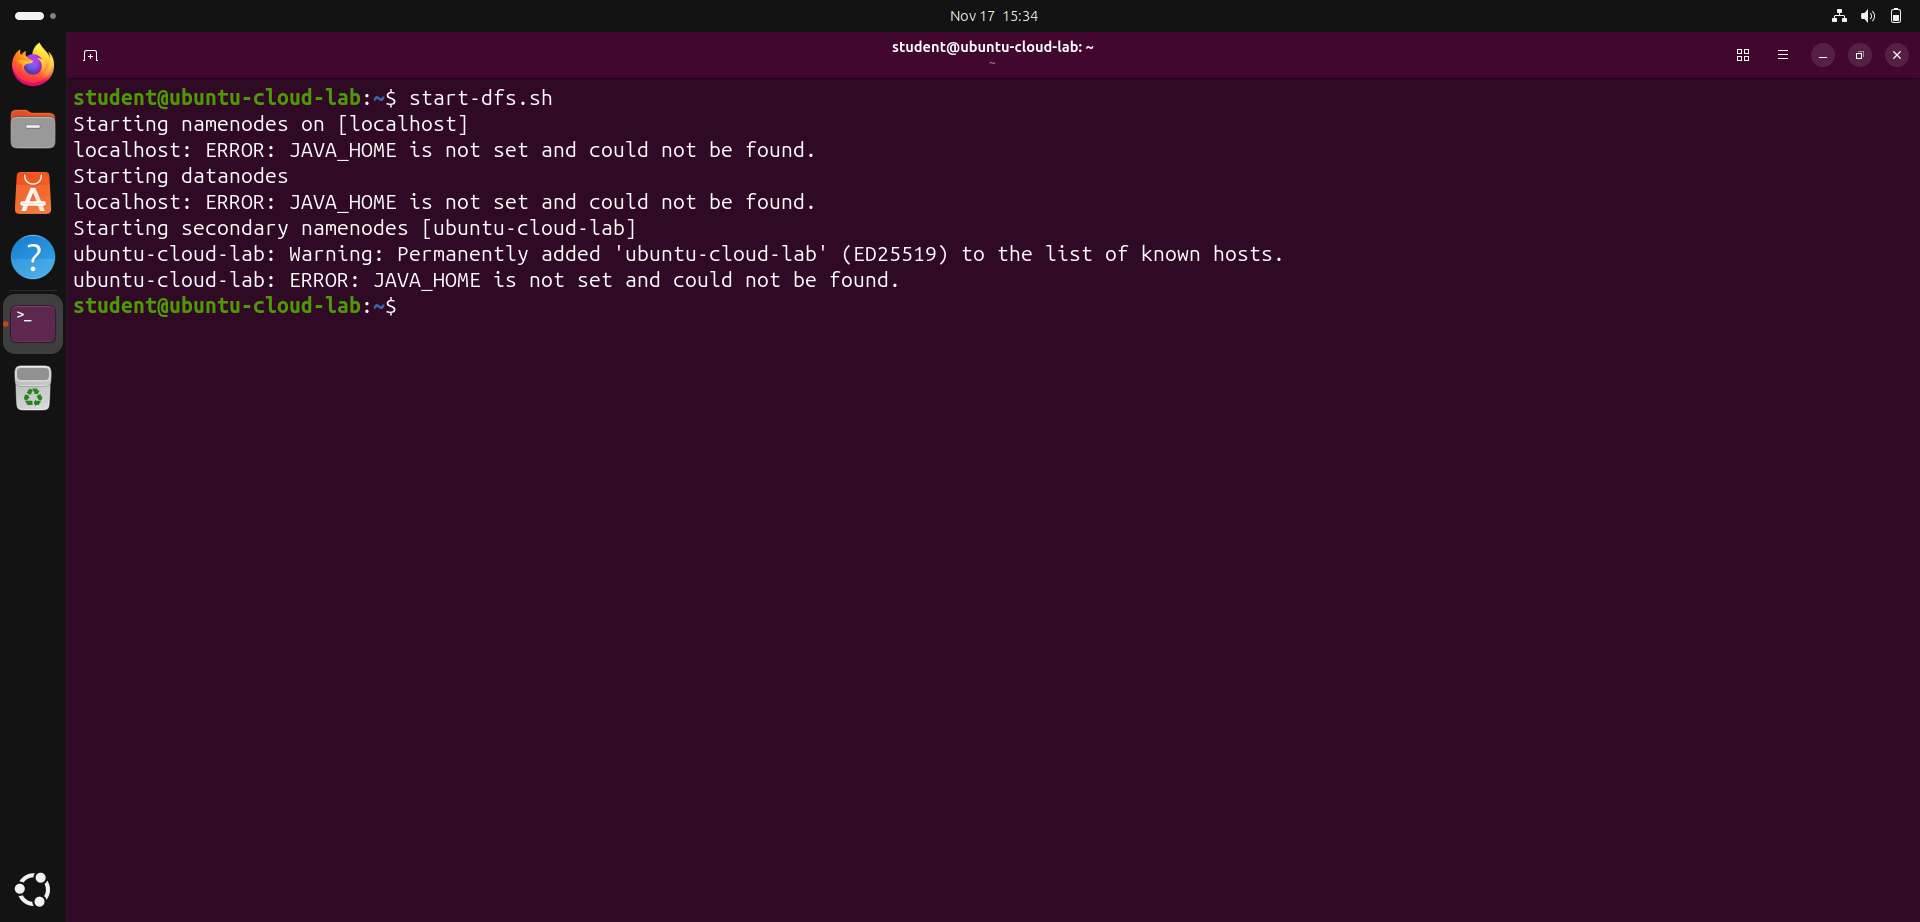 Nov 17 15:34
student@ubuntu-cloud-lab: ~
~
student@ubuntu-cloud-lab:~$ start-dfs.sh
Starting namenodes on [localhost]
localhost: ERROR: JAVA_HOME is not set and could not be found.
Starting datanodes
localhost: ERROR: JAVA_HOME is not set and could not be found.
Starting secondary namenodes [ubuntu-cloud-lab]
ubuntu-cloud-lab: Warning: Permanently added 'ubuntu-cloud-lab' (ED25519) to the list of known hosts.
ubuntu-cloud-lab: ERROR: JAVA_HOME is not set and could not be found.
student@ubuntu-cloud-lab:~$